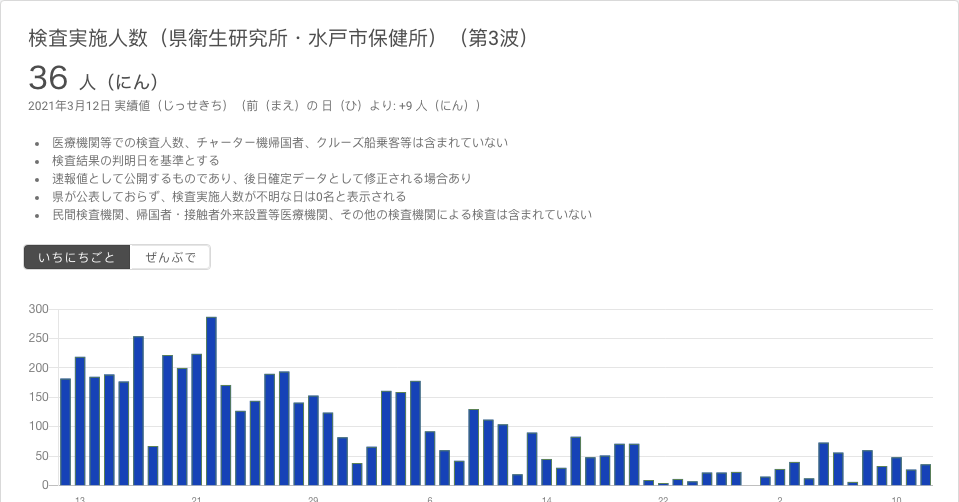 検査実施人数（県衛生研究所・水戸市保健所）（第3波）
36 人（にん）
2021年3月12日 実績値（じっせきち）（前（まえ）の 日（ひ）より: +9 人（にん））
• 医療機関等での検査人数、チャーター機帰国者、クルーズ船乗客等は含まれていない
• 検査結果の判明日を基準とする
• 速報値として公開するものであり、後日確定データとして修正される場合あり
• 県が公表しておらず、検査実施人数が不明な日は0名と表示される
• 民間検査機関、帰国者・接触者外来設置等医療機関、その他の検査機関による検査は含まれていない
いちにちごと ぜんぶで
300
250
200
150
100
50
0
13 21 29 6 14 22 2 10